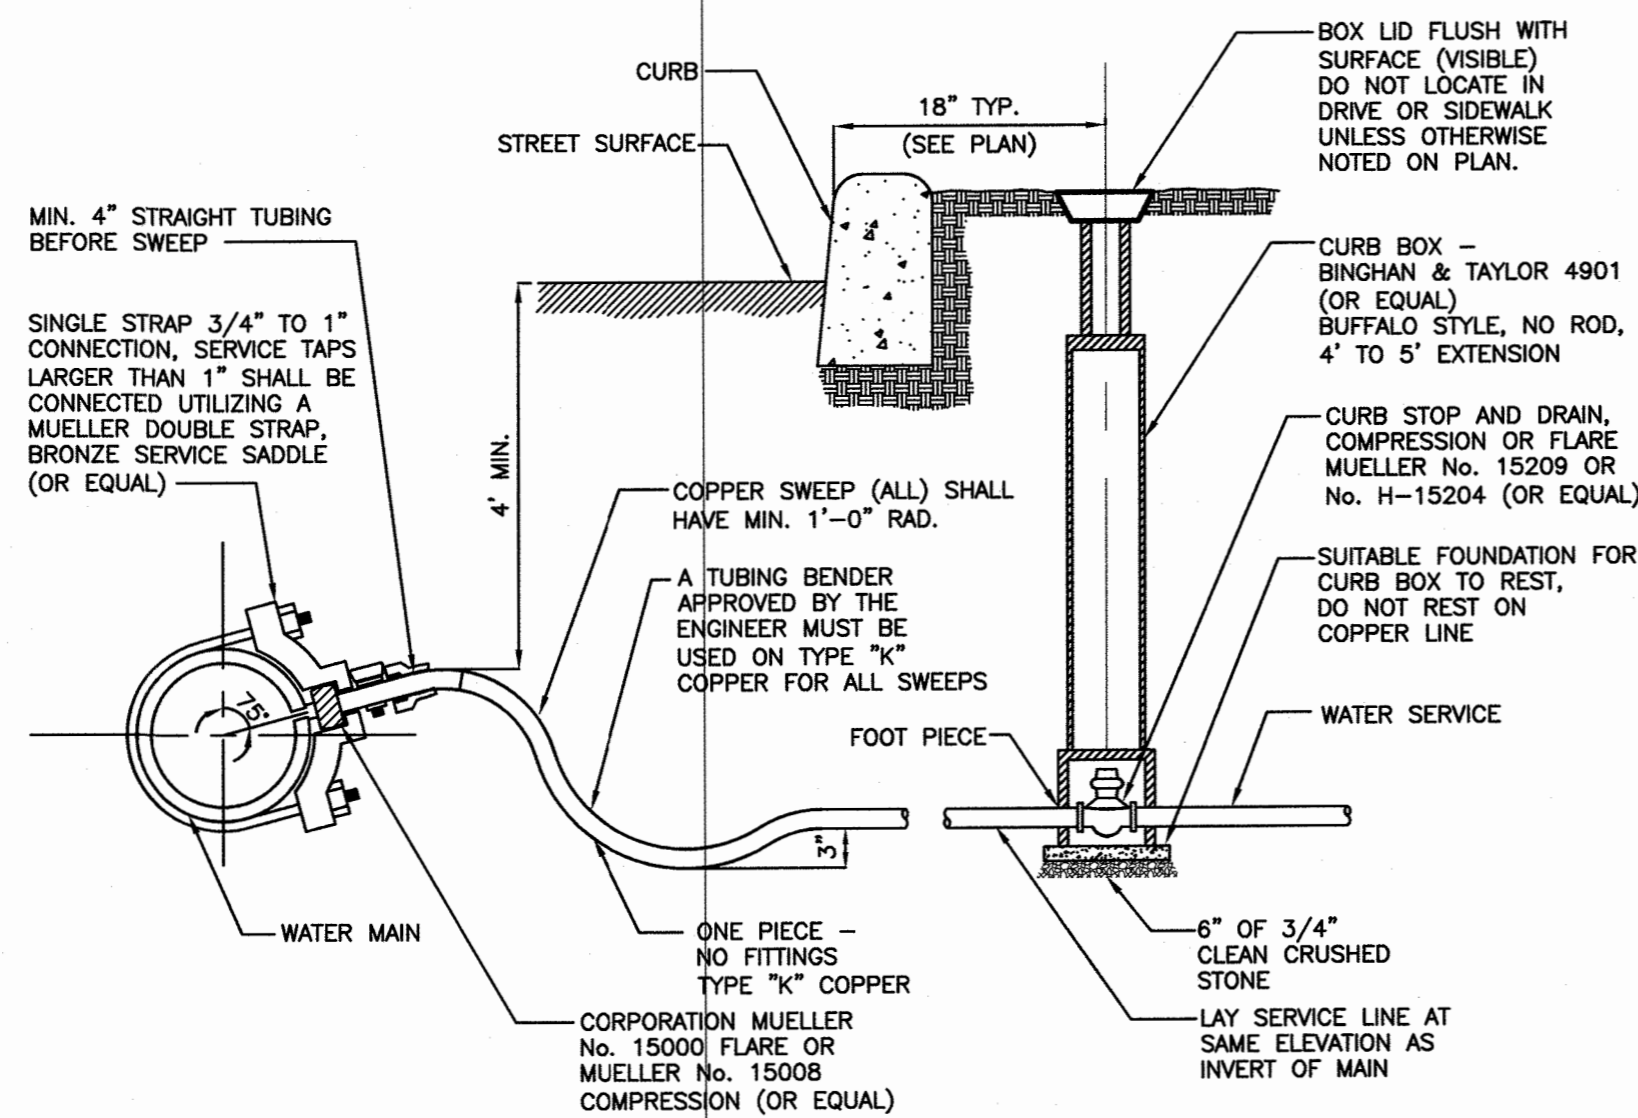 BOX LID FLUSH WITH
SURFACE (VISIBLE)
DO NOT LOCATE IN
DRIVE OR SIDEWALK
UNLESS OTHERWISE
NOTED ON PLAN.
CURB
18" TYP.
(SEE PLAN)
STREET SURFACE
MIN. 4" STRAIGHT TUBING
BEFORE SWEEP
SINGLE STRAP 3/4" TO 1"
CONNECTION, SERVICE TAPS
LARGER THAN 1" SHALL BE
CONNECTED UTILIZING A
MUELLER DOUBLE STRAP,
BRONZE SERVICE SADDLE
(OR EQUAL)
CURB BOX –
BINGHAN & TAYLOR 4901
(OR EQUAL)
BUFFALO STYLE, NO ROD,
4' TO 5' EXTENSION
4' MIN.
CURB STOP AND DRAIN,
COMPRESSION OR FLARE
MUELLER No. 15209 OR
No. H–15204 (OR EQUAL)
COPPER SWEEP (ALL) SHALL
HAVE MIN. 1'–0" RAD.
A TUBING BENDER
APPROVED BY THE
ENGINEER MUST BE
USED ON TYPE "K"
COPPER FOR ALL SWEEPS
SUITABLE FOUNDATION FOR
CURB BOX TO REST,
DO NOT REST ON
COPPER LINE
75°
FOOT PIECE
WATER SERVICE
3"
WATER MAIN
ONE PIECE –
NO FITTINGS
TYPE "K" COPPER
6" OF 3/4"
CLEAN CRUSHED
STONE
CORPORATION MUELLER
No. 15000 FLARE OR
MUELLER No. 15008
COMPRESSION (OR EQUAL)
LAY SERVICE LINE AT
SAME ELEVATION AS
INVERT OF MAIN